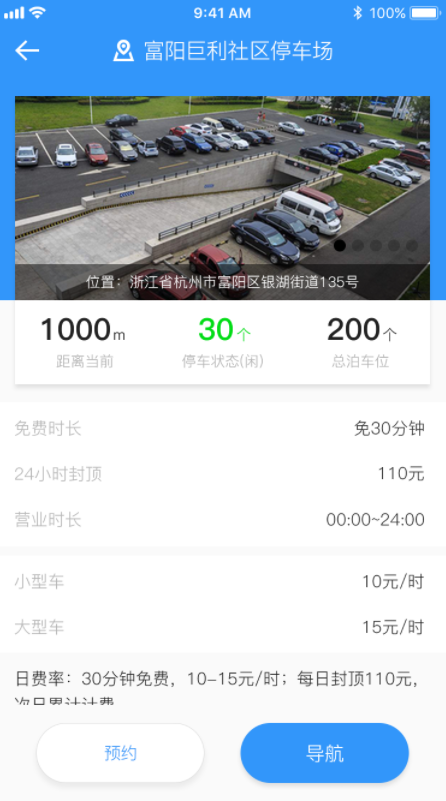 9:41 AM
100%
富阳巨利社区停车场
位置：浙江省杭州市富阳区银湖街道135号
1000m
30个
200个
距离当前
停车状态(闲)
总泊车位
免费时长
免30分钟
24小时封顶
110元
营业时长
00:00~24:00
小型车
10元/时
大型车
15元/时
日费率：30分钟免费，10-15元/时；每日封顶110元，
次日累计计费
预约
导航